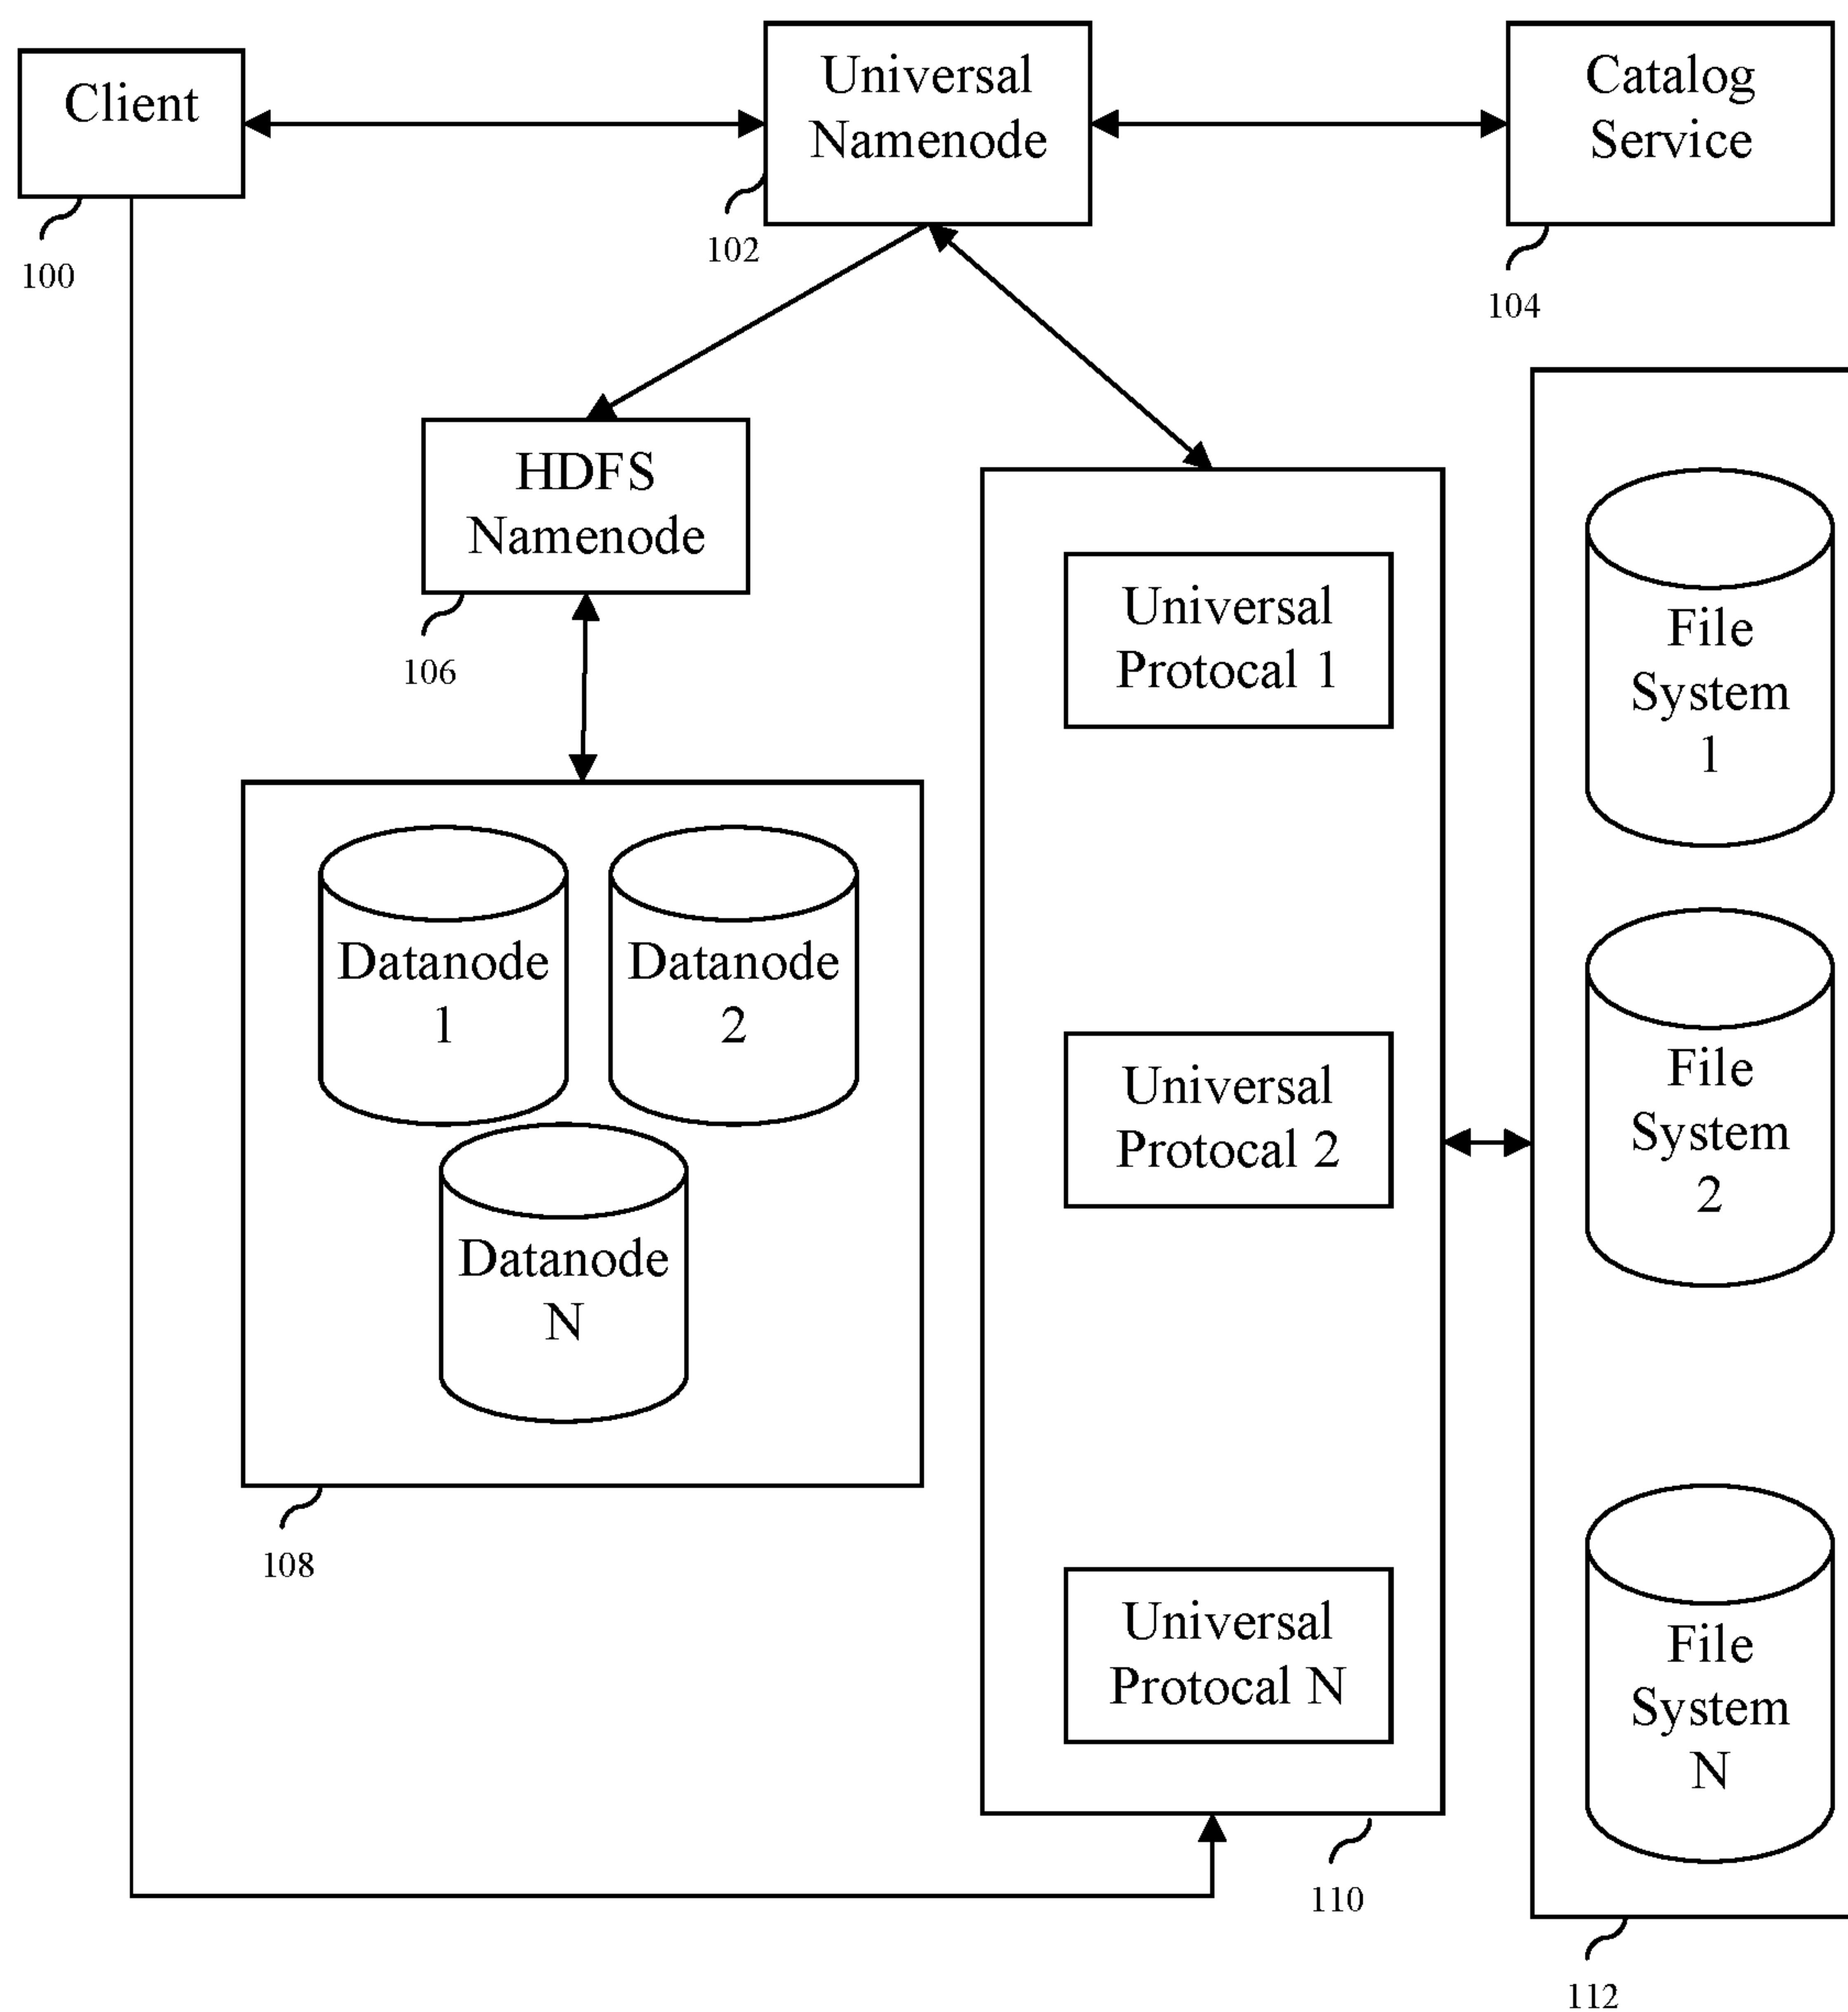 Client
Universal
Namenode
Catalog
Service
100
102
104
HDFS
Namenode
106
Universal
Protocal 1
File
System
1
Datanode
1
Datanode
2
Datanode
N
108
Universal
Protocal 2
File
System
2
Universal
Protocal N
File
System
N
110
112